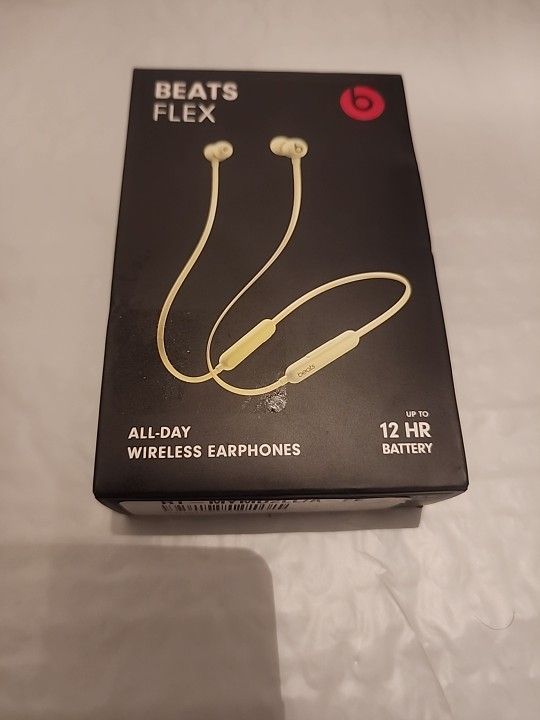 BEATS
FLEX
b
beats
ALL-DAY
WIRELESS EARPHONES
UP TO
12 HR
BATTERY